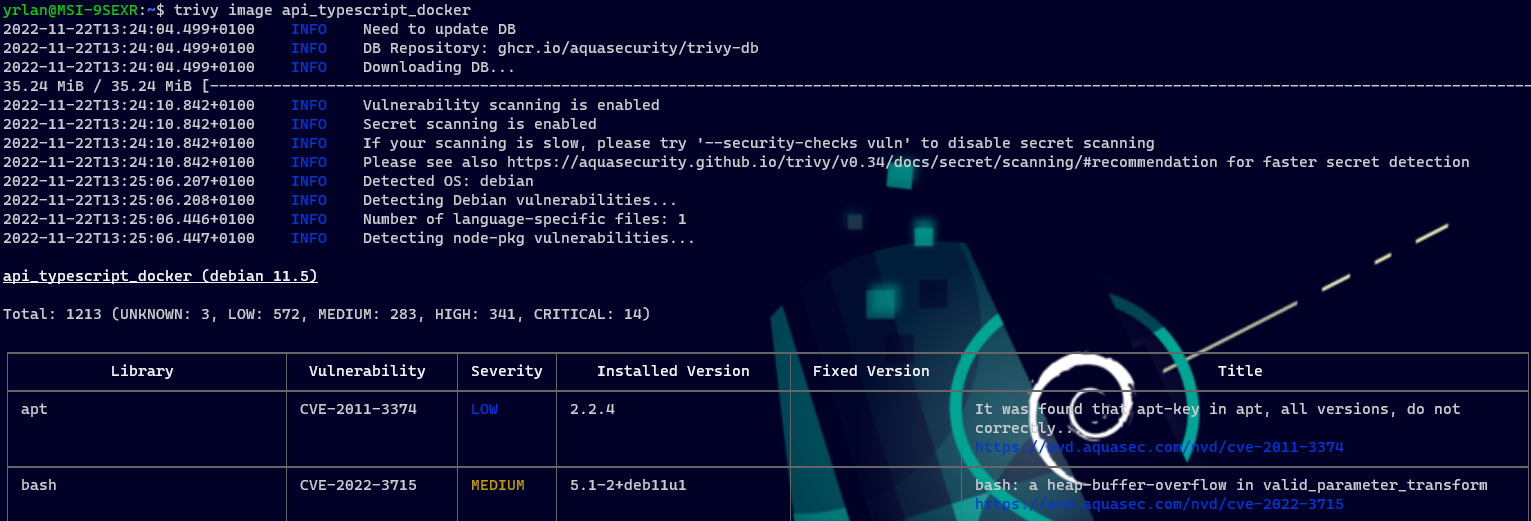 yrlan@MSI-9SEXR:~$ trivy image api_typescript_docker
2022-11-22T13:24:04.499+0100 INFO Need to update DB
2022-11-22T13:24:04.499+0100 INFO DB Repository: ghcr.io/aquasecurity/trivy-db
2022-11-22T13:24:04.499+0100 INFO Downloading DB...
35.24 MiB / 35.24 MiB [---------------------------------------------------------------------------------------------------------------------------------------------------
2022-11-22T13:24:10.842+0100 INFO Vulnerability scanning is enabled
2022-11-22T13:24:10.842+0100 INFO Secret scanning is enabled
2022-11-22T13:24:10.842+0100 INFO If your scanning is slow, please try '--security-checks vuln' to disable secret scanning
2022-11-22T13:24:10.842+0100 INFO Please see also https://aquasecurity.github.io/trivy/v0.34/docs/secret/scanning/#recommendation for faster secret detection
2022-11-22T13:25:06.207+0100 INFO Detected OS: debian
2022-11-22T13:25:06.208+0100 INFO Detecting Debian vulnerabilities...
2022-11-22T13:25:06.446+0100 INFO Number of language-specific files: 1
2022-11-22T13:25:06.447+0100 INFO Detecting node-pkg vulnerabilities...
api_typescript_docker (debian 11.5)
Total: 1213 (UNKNOWN: 3, LOW: 572, MEDIUM: 283, HIGH: 341, CRITICAL: 14)
Library Vulnerability Severity Installed Version Fixed Version Title
apt CVE-2011-3374 LOW 2.2.4 It was found that apt-key in apt, all versions, do not
correctly...
https://avd.aquasec.com/nvd/cve-2011-3374
bash CVE-2022-3715 MEDIUM 5.1-2+deb11u1 bash: a heap-buffer-overflow in valid_parameter_transform
https://avd.aquasec.com/nvd/cve-2022-3715